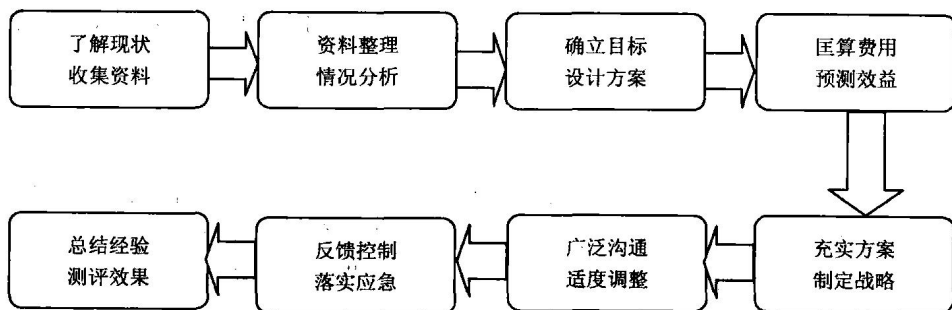 了解现状
收集资料
资料整理
情况分析
确立目标
设计方案
匡算费用
预测效益
充实方案
制定战略
广泛沟通
适度调整
反馈控制
落实应急
总结经验
测评效果